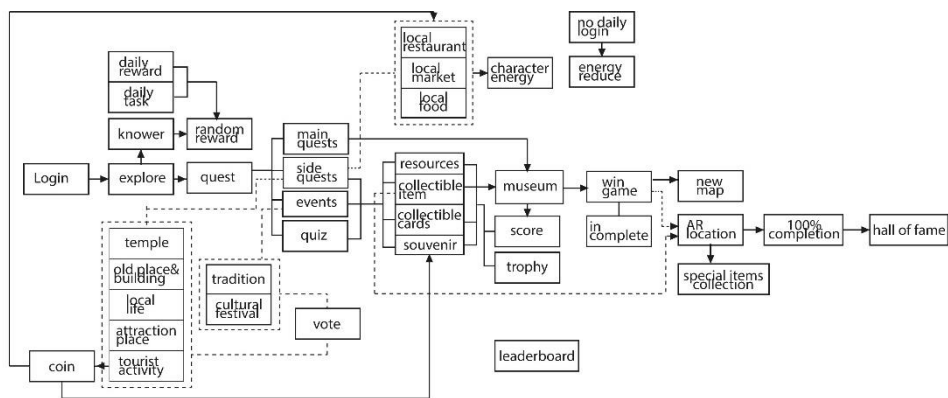 local
restaurant
local
market
local
food
character
energy
no daily
login
energy
reduce
daily
reward
daily
task
knower
random
reward
Login
explore
quest
main
quests
side
quests
events
quiz
resources
collectible
item
collectible
cards
souvenir
museum
score
trophy
win
game
in
complete
new
map
AR
location
special items
collection
100%
completion
hall of fame
temple
old place&
building
local
life
attraction
place
tourist
activity
tradition
cultural
festival
vote
coin
leaderboard